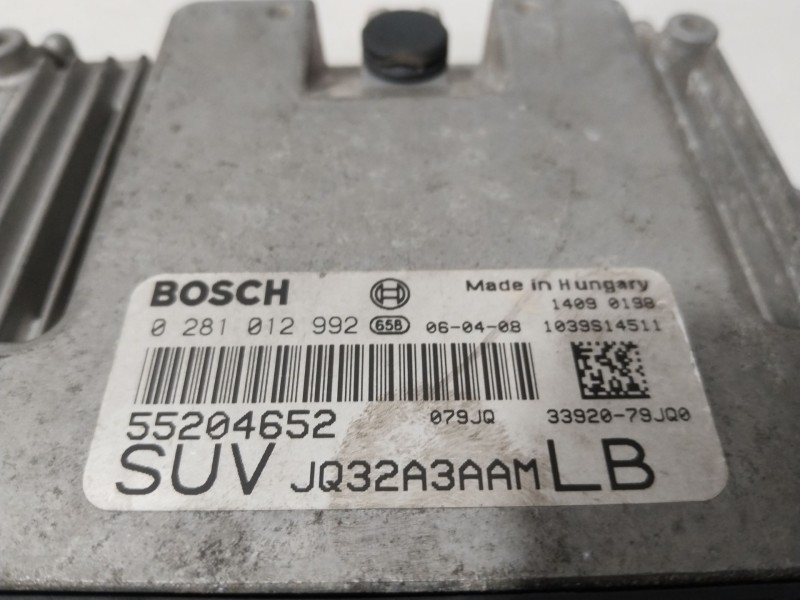 BOSCH Made in Hungary
1409 0198
0 281 012 992 65B 06-04-08 1039S14511
55204652 079JQ 33920-79JQ0
SUV JQ32A3AAM LB